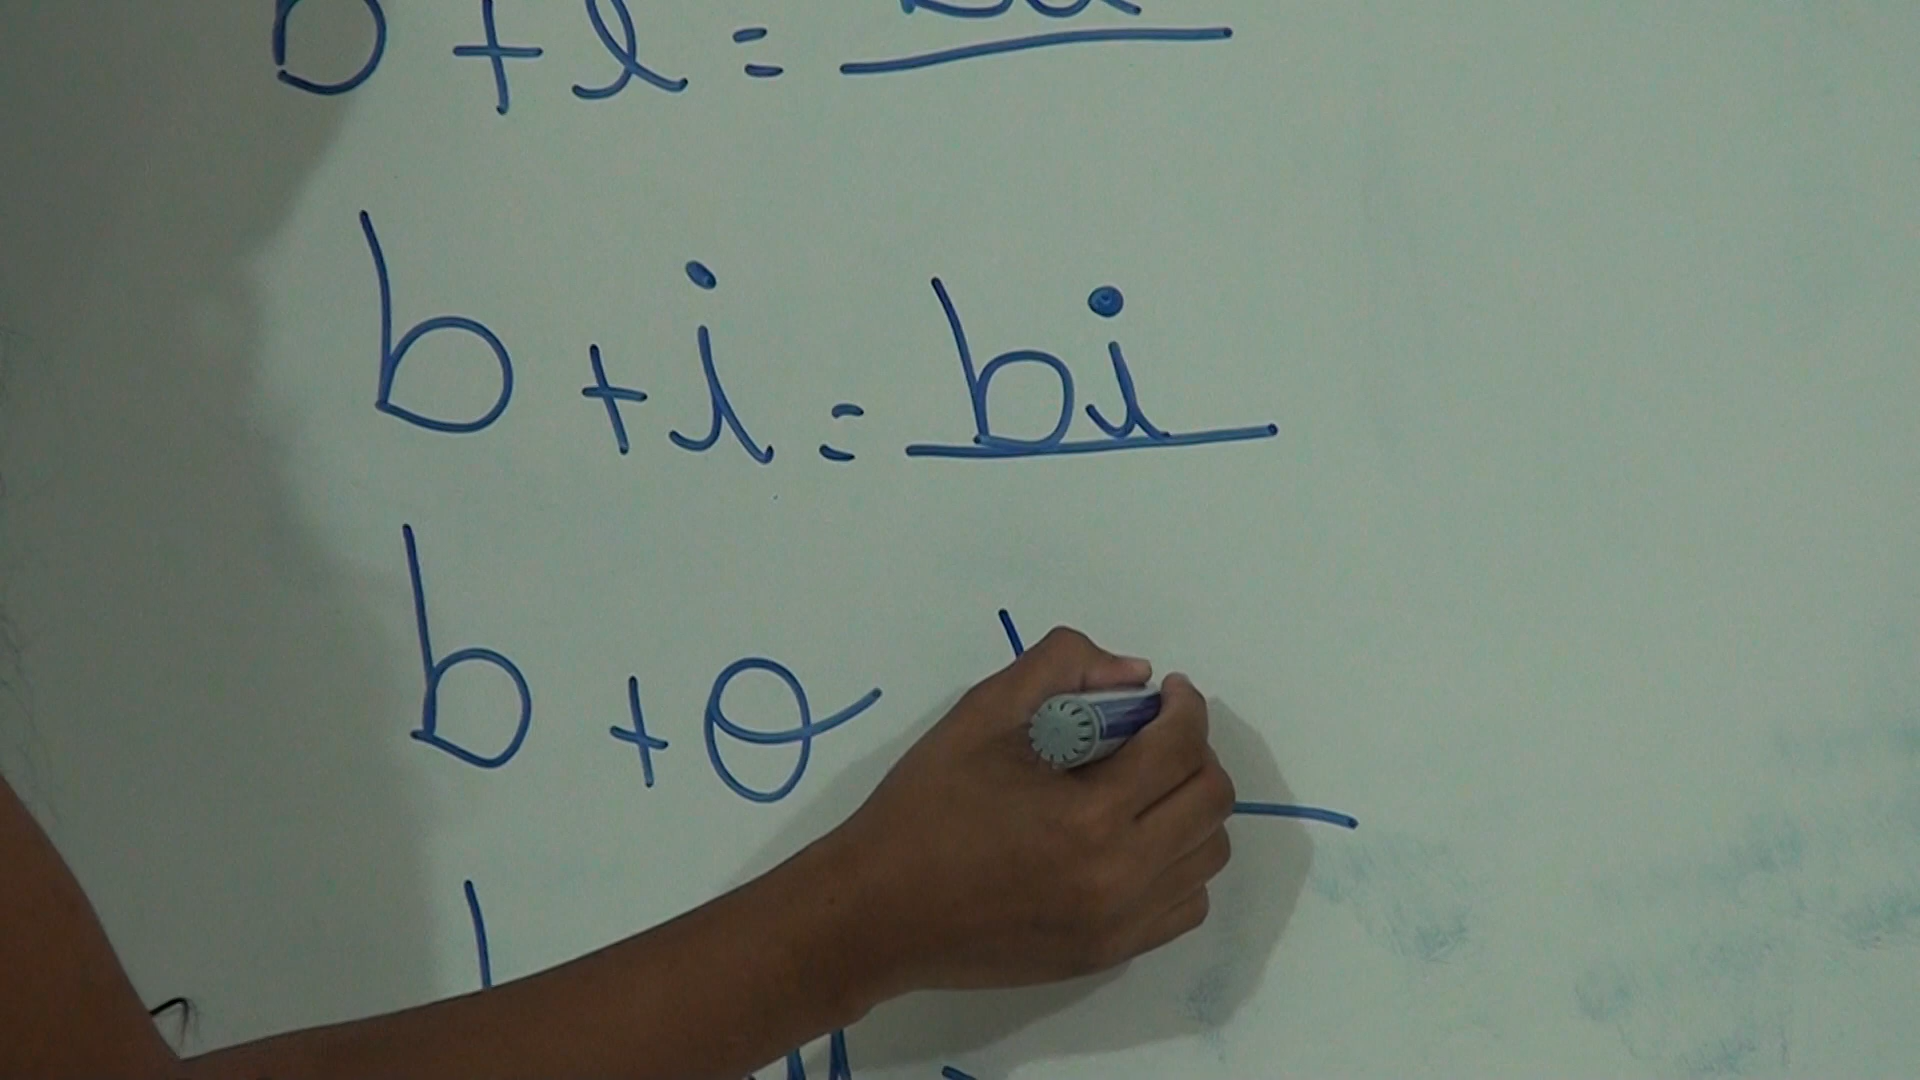 b + e =
b + i = bi
b + o